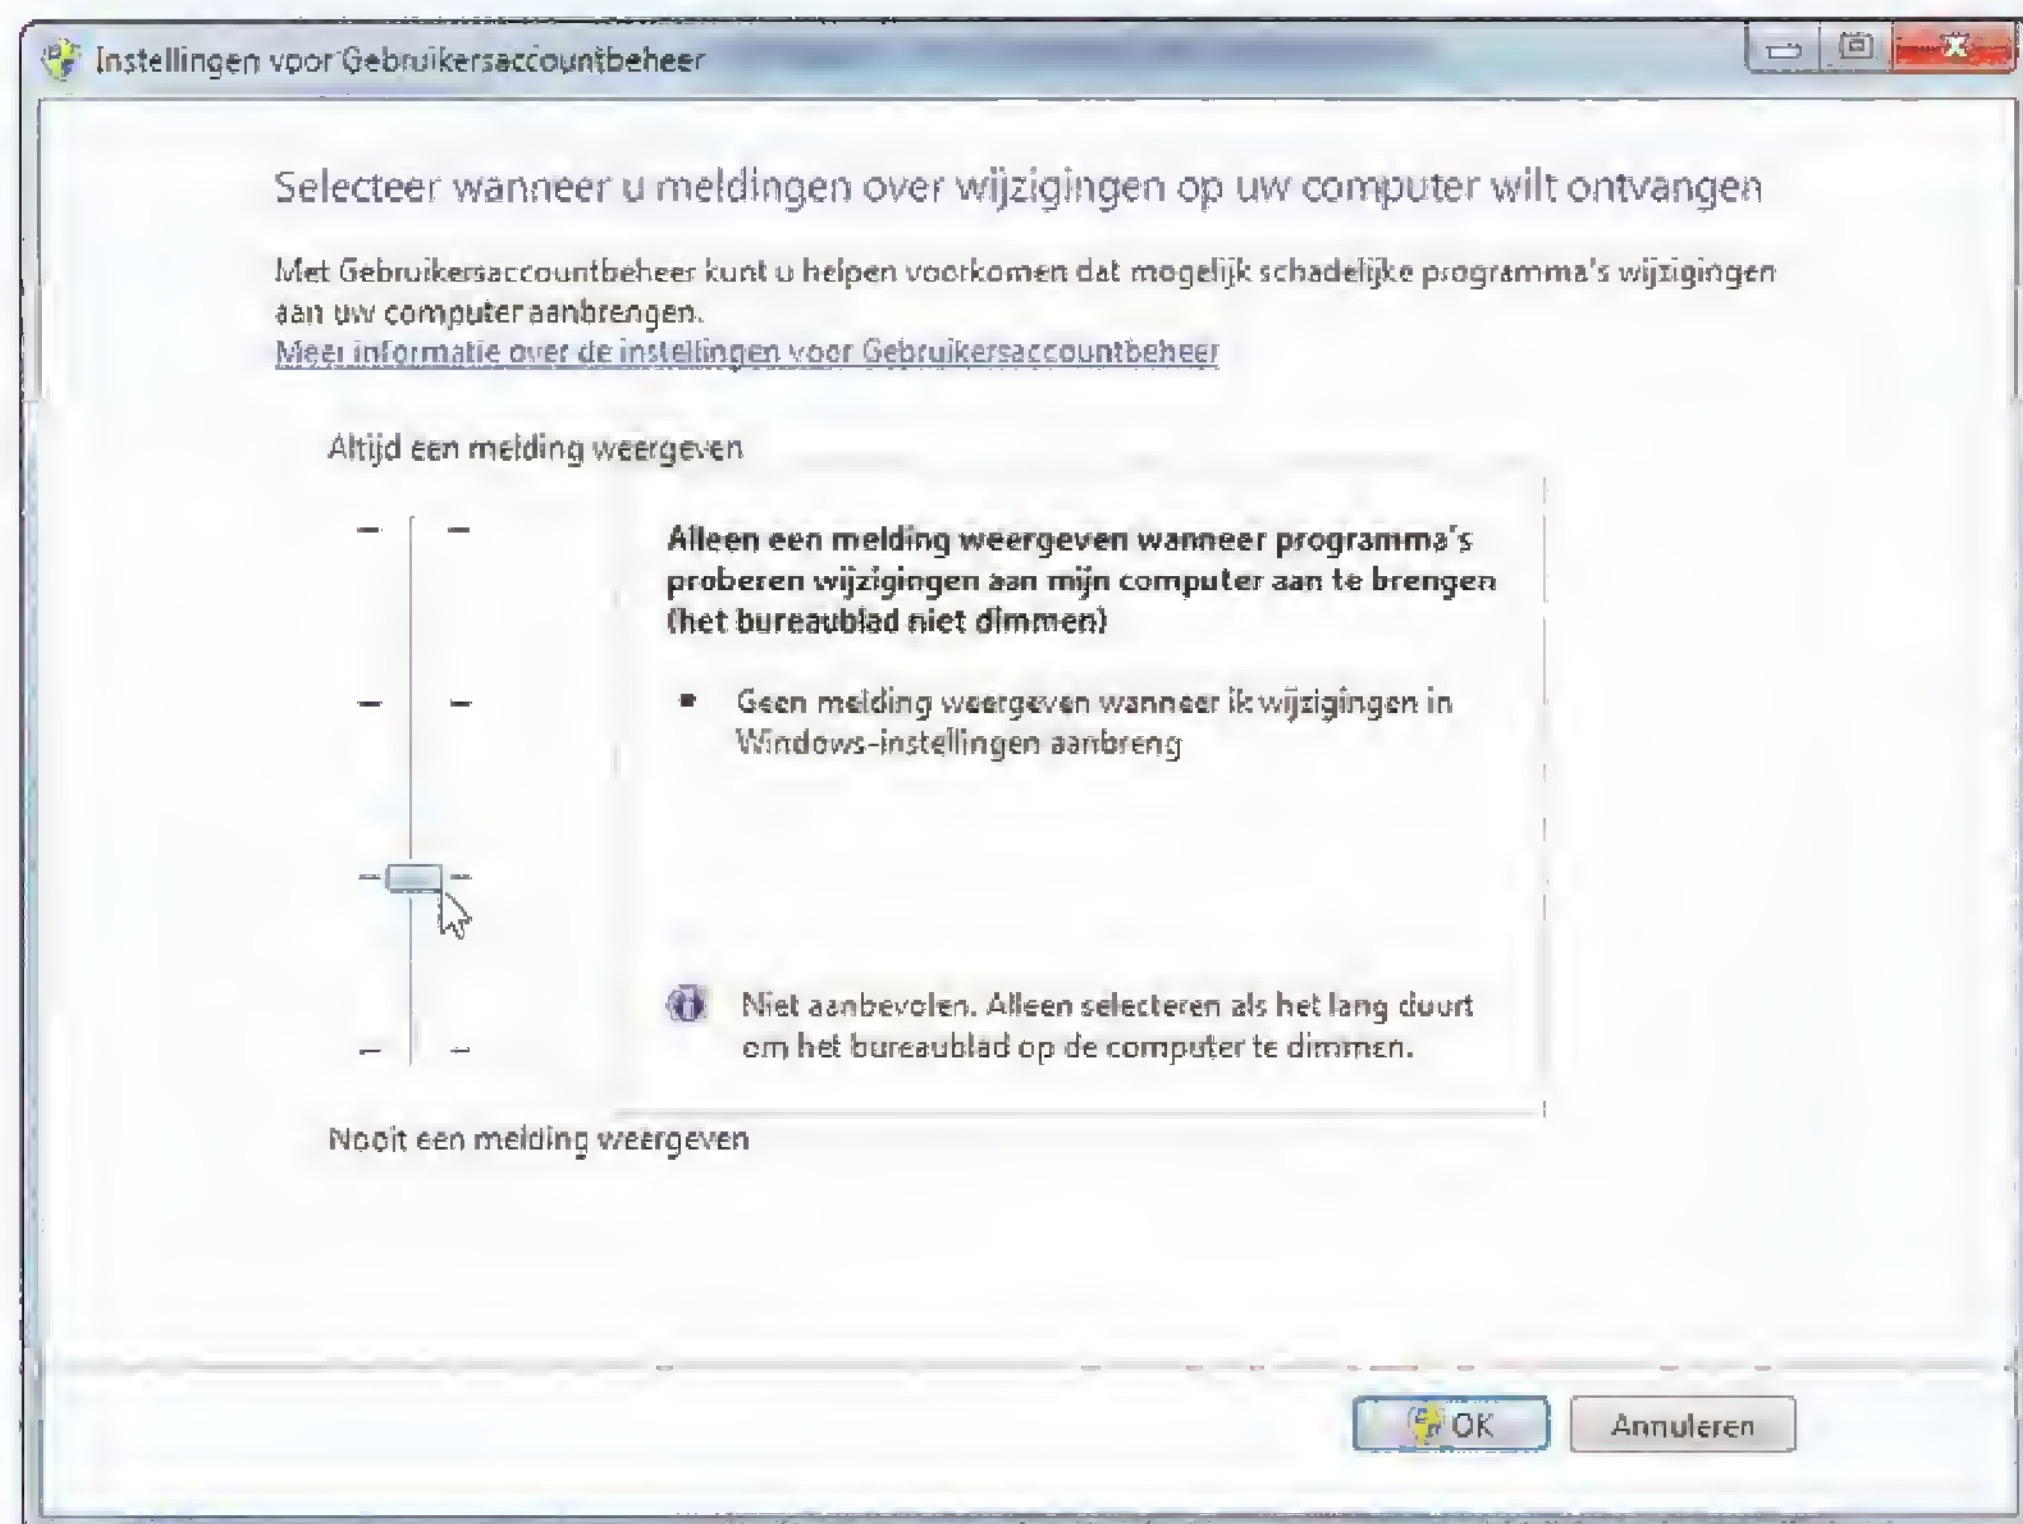 Instellingen voor Gebruikersaccountbeheer
Selecteer wanneer u meldingen over wijzigingen op uw computer wilt ontvangen
Met Gebruikersaccountbeheer kunt u helpen voorkomen dat mogelijk schadelijke programma's wijzigingen
aan uw computer aanbrengen.
Meer informatie over de instellingen voor Gebruikersaccountbeheer
Altijd een melding weergeven
Alleen een melding weergeven wanneer programma's
proberen wijzigingen aan mijn computer aan te brengen
(het bureaublad niet dimmen)
▪ Geen melding weergeven wanneer ik wijzigingen in
Windows-instellingen aanbreng
Niet aanbevolen. Alleen selecteren als het lang duurt
om het bureaublad op de computer te dimmen.
Nooit een melding weergeven
OK
Annuleren